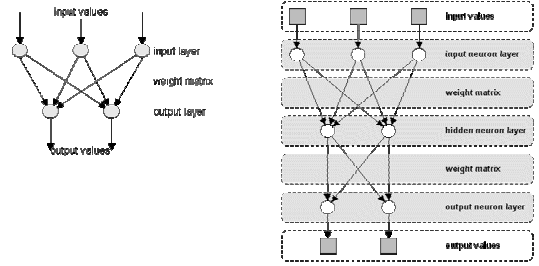 input values
input layer
weight matrix
output layer
output values
input values
input neuron layer
weight matrix
hidden neuron layer
weight matrix
output neuron layer
output values